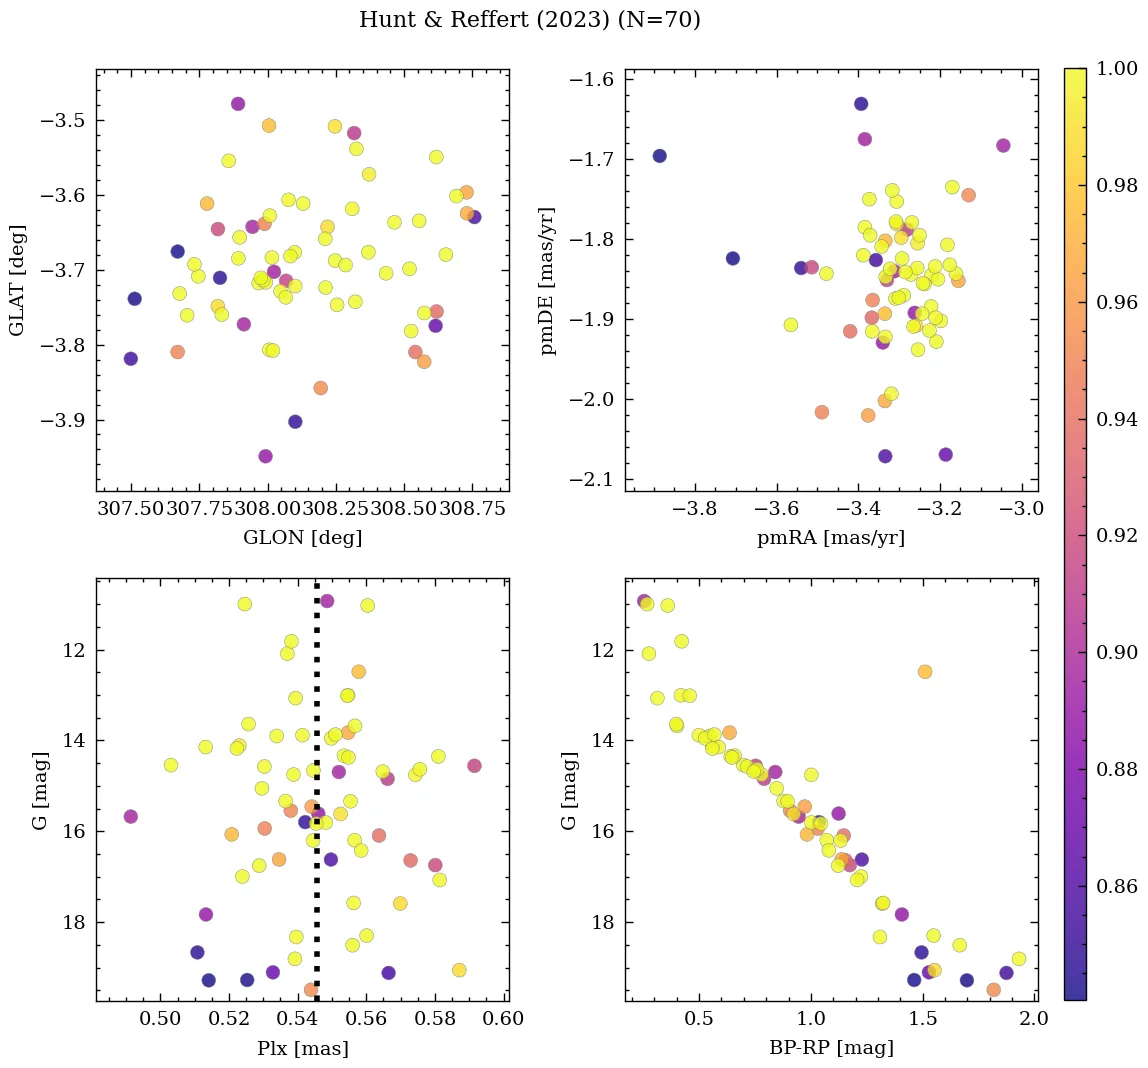 Hunt & Reffert (2023) (N=70)
−3.5
−3.6
−3.7
−3.8
−3.9
GLAT [deg]
307.50 307.75 308.00 308.25 308.50 308.75
GLON [deg]
−1.6
−1.7
−1.8
−1.9
−2.0
−2.1
pmDE [mas/yr]
−3.8 −3.6 −3.4 −3.2 −3.0
pmRA [mas/yr]
12
14
16
18
G [mag]
0.50 0.52 0.54 0.56 0.58 0.60
Plx [mas]
12
14
16
18
G [mag]
0.5 1.0 1.5 2.0
BP-RP [mag]
1.00
0.98
0.96
0.94
0.92
0.90
0.88
0.86